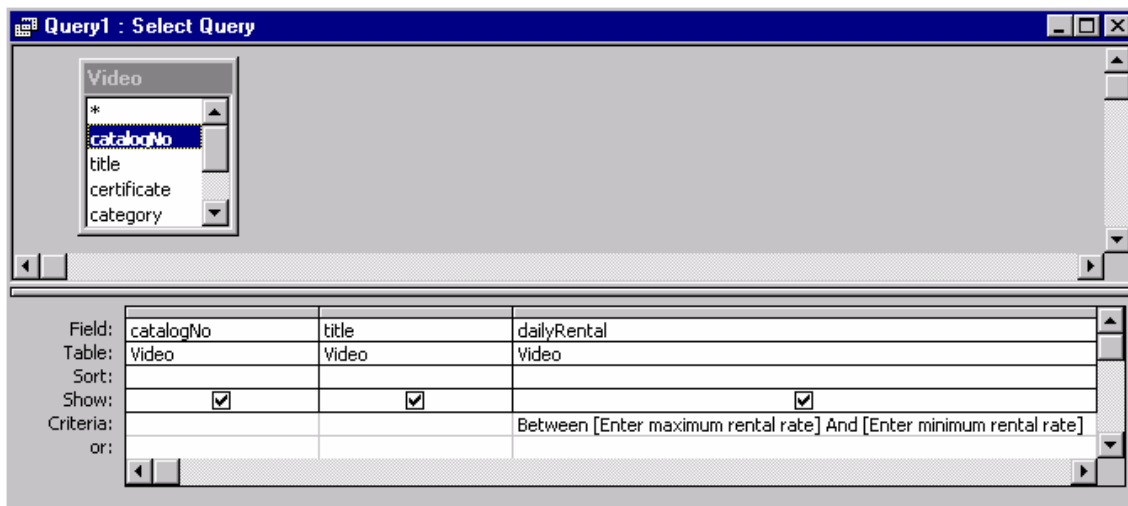 Query1 : Select Query
Video
*
catalogNo
title
certificate
category
Field: catalogNo title dailyRental
Table: Video Video Video
Sort:
Show:
Criteria: Between [Enter maximum rental rate] And [Enter minimum rental rate]
or: